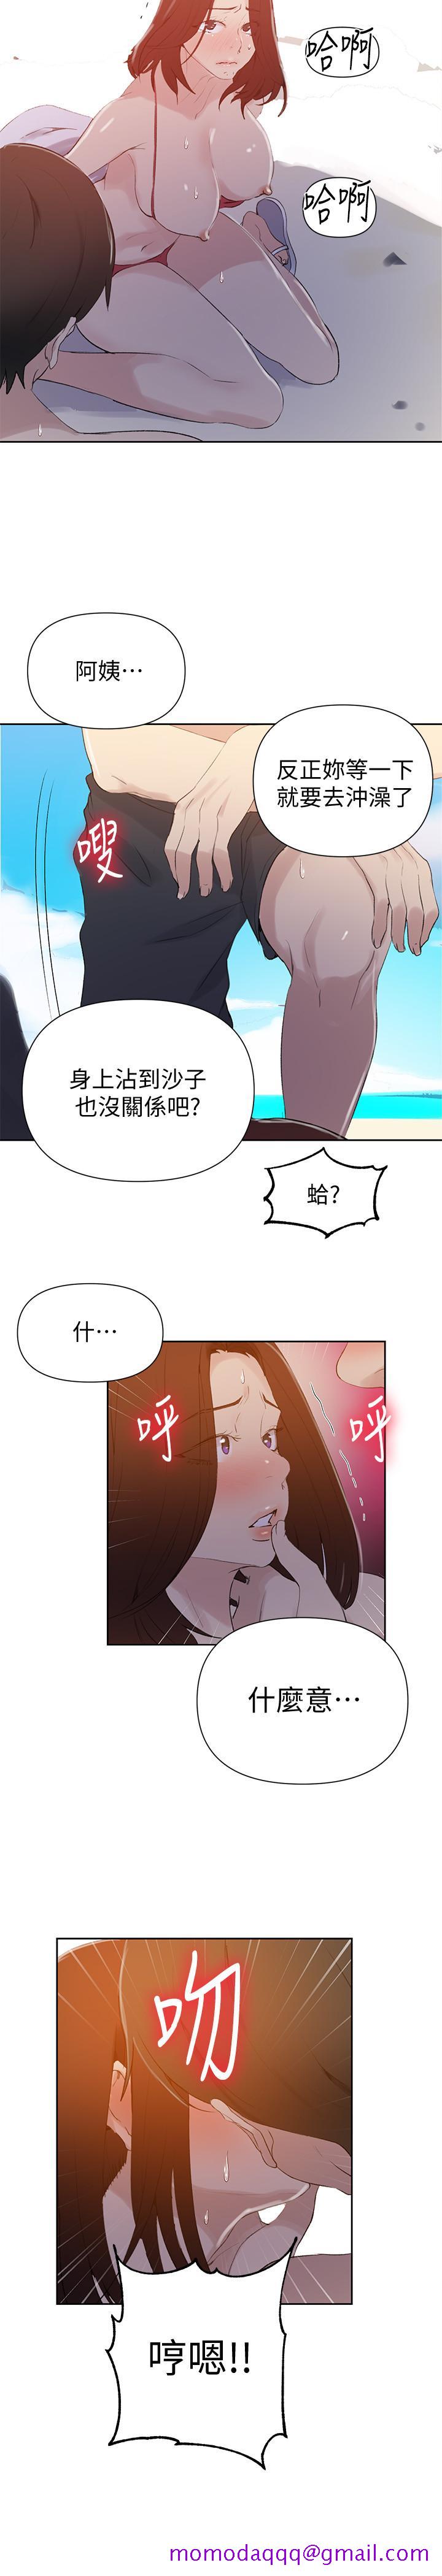 哈啊
哈啊
阿姨⋯
反正妳等一下
就要去沖澡了
嗖
身上沾到沙子
也沒關係吧?
蛤?
什⋯
呼
呼
什麼意⋯
吻
哼嗯!!
momodaqqq@gmail.com